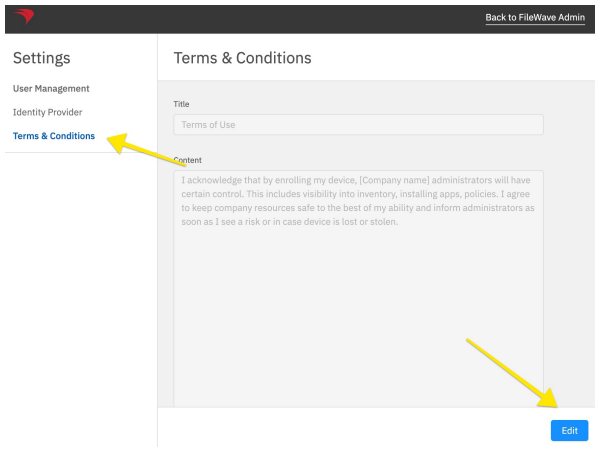 Back to FileWave Admin
Settings
Terms & Conditions
User Management
Identity Provider
Terms & Conditions
Title
Terms of Use
Content
I acknowledge that by enrolling my device, [Company name] administrators will have
certain control. This includes visibility into inventory, installing apps, policies. I agree
to keep company resources safe to the best of my ability and inform administrators as
soon as I see a risk or in case device is lost or stolen.
Edit